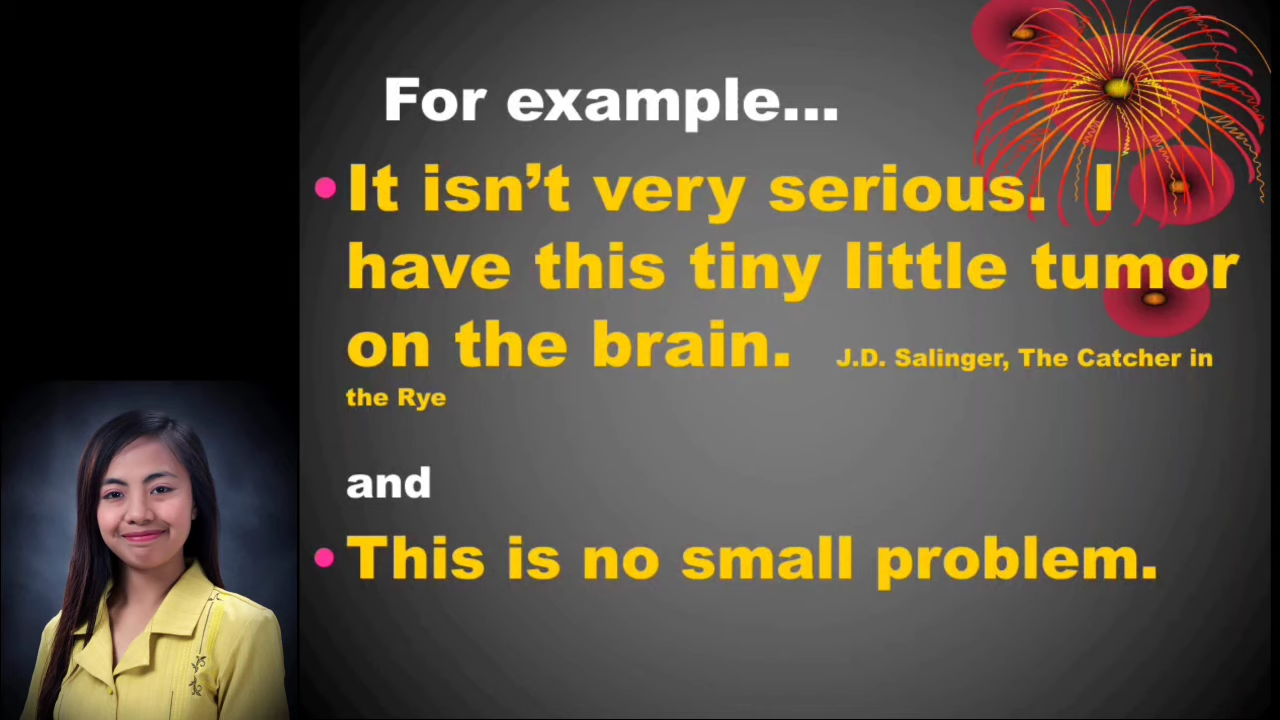 For example...
• It isn’t very serious. I
have this tiny little tumor
on the brain. J.D. Salinger, The Catcher in
the Rye
and
• This is no small problem.